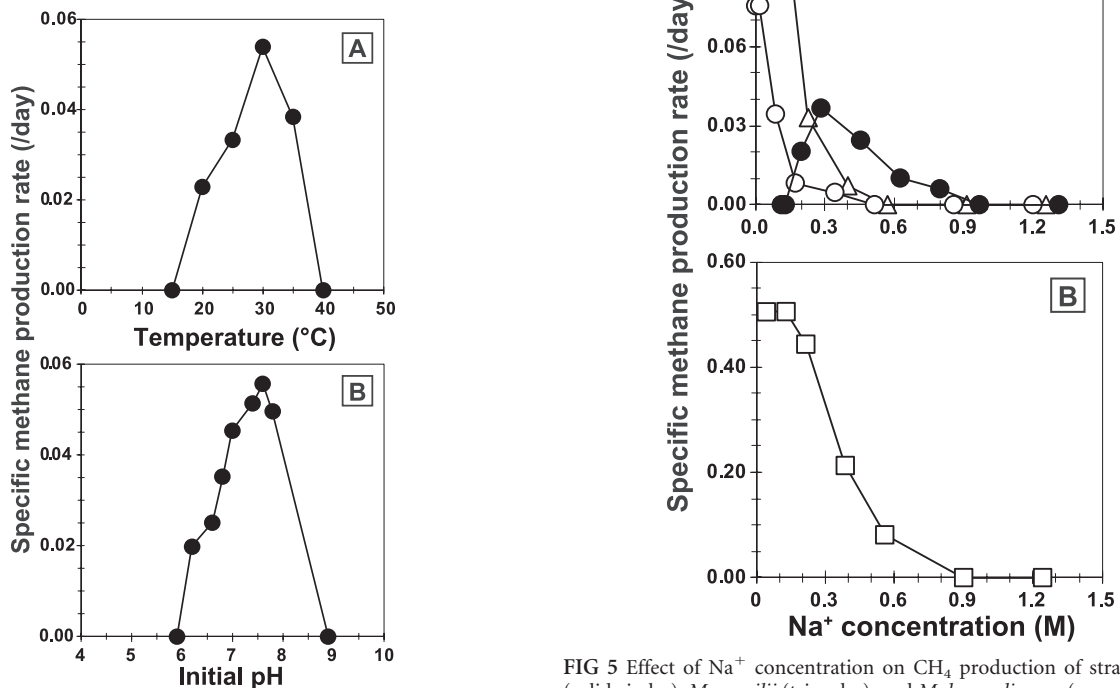 Specific methane production rate (/day)
0.06
0.04
0.02
0.00
A
0 10 20 30 40 50
Temperature (°C)
0.06
0.04
0.02
0.00
B
4 5 6 7 8 9 10
Initial pH
Specific methane production rate (/day)
0.06
0.03
0.00
0.0 0.3 0.6 0.9 1.2 1.5
0.60
0.40
0.20
0.00
B
0 0.3 0.6 0.9 1.2 1.5
Na⁺ concentration (M)
FIG 5 Effect of Na⁺ concentration on CH₄ production of stra